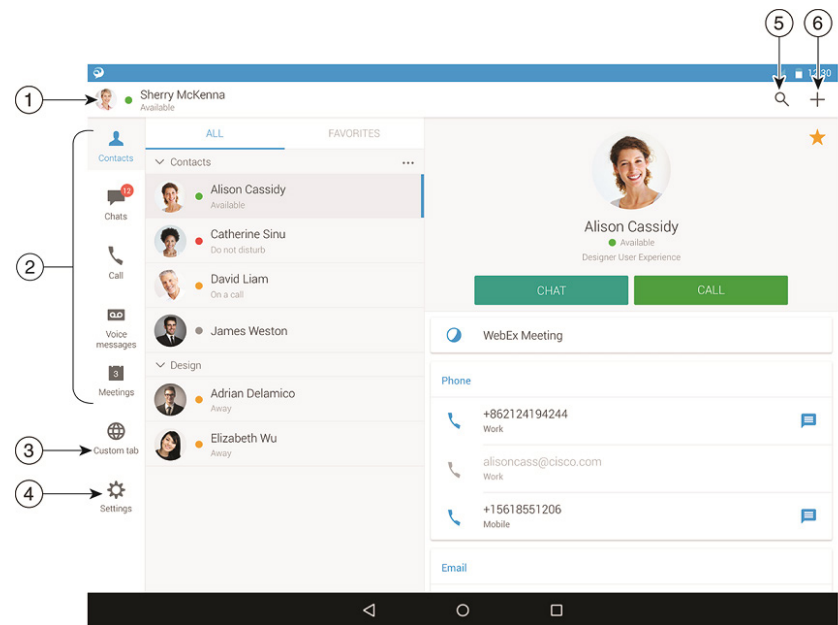 5
6
12:30
1
Sherry McKenna
Available
2
Contacts
12
Chats
Call
Voice
messages
3
Meetings
3
Custom tab
4
Settings
ALL
FAVORITES
Contacts
Alison Cassidy
Available
Catherine Sinu
Do not disturb
David Liam
On a call
James Weston
Design
Adrian Delamico
Away
Elizabeth Wu
Away
Alison Cassidy
Available
Designer User Experience
CHAT
CALL
WebEx Meeting
Phone
+862124194244
Work
alisoncass@cisco.com
Work
+15618551206
Mobile
Email